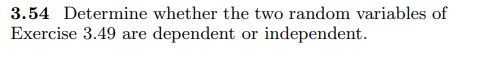 3.54 Determine whether the two random variables of
Exercise 3.49 are dependent or independent.